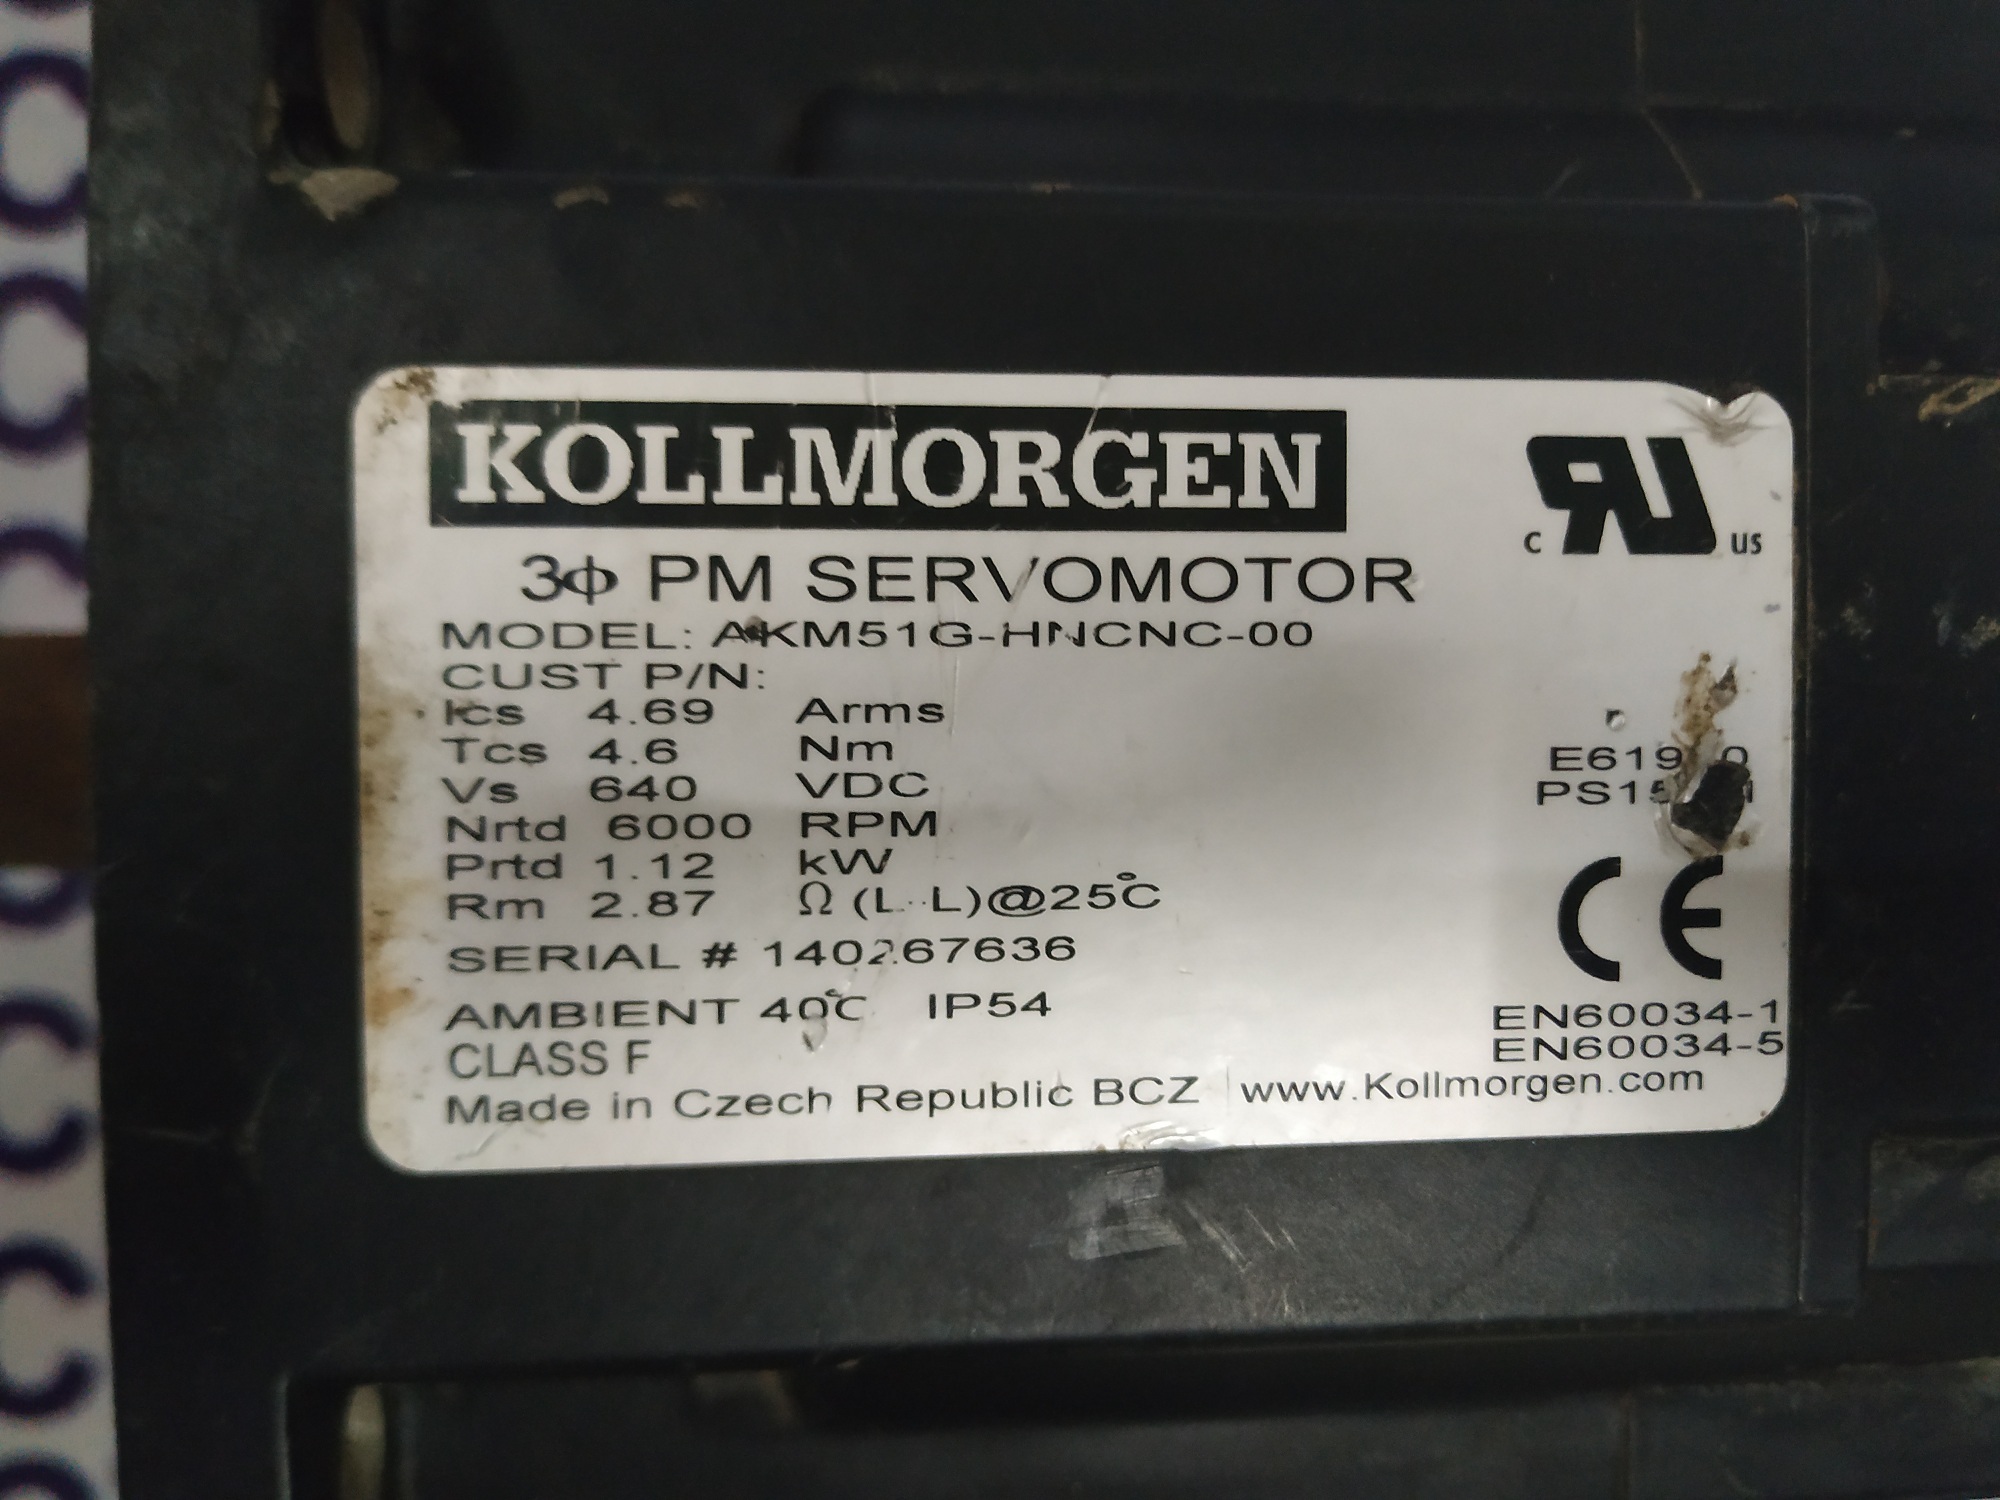 KOLLMORGEN
c RU us
3ϕ PM SERVOMOTOR
MODEL: AKM51G-HNCNC-00
CUST P/N:
Ics 4.69 Arms
Tcs 4.6 Nm
Vs 640 VDC
Nrtd 6000 RPM
Prtd 1.12 kW
Rm 2.87 Ω (L-L)@25°C
SERIAL # 140267636
AMBIENT 40°C IP54
CLASS F
Made in Czech Republic BCZ www.Kollmorgen.com
CE
EN60034-1
EN60034-5